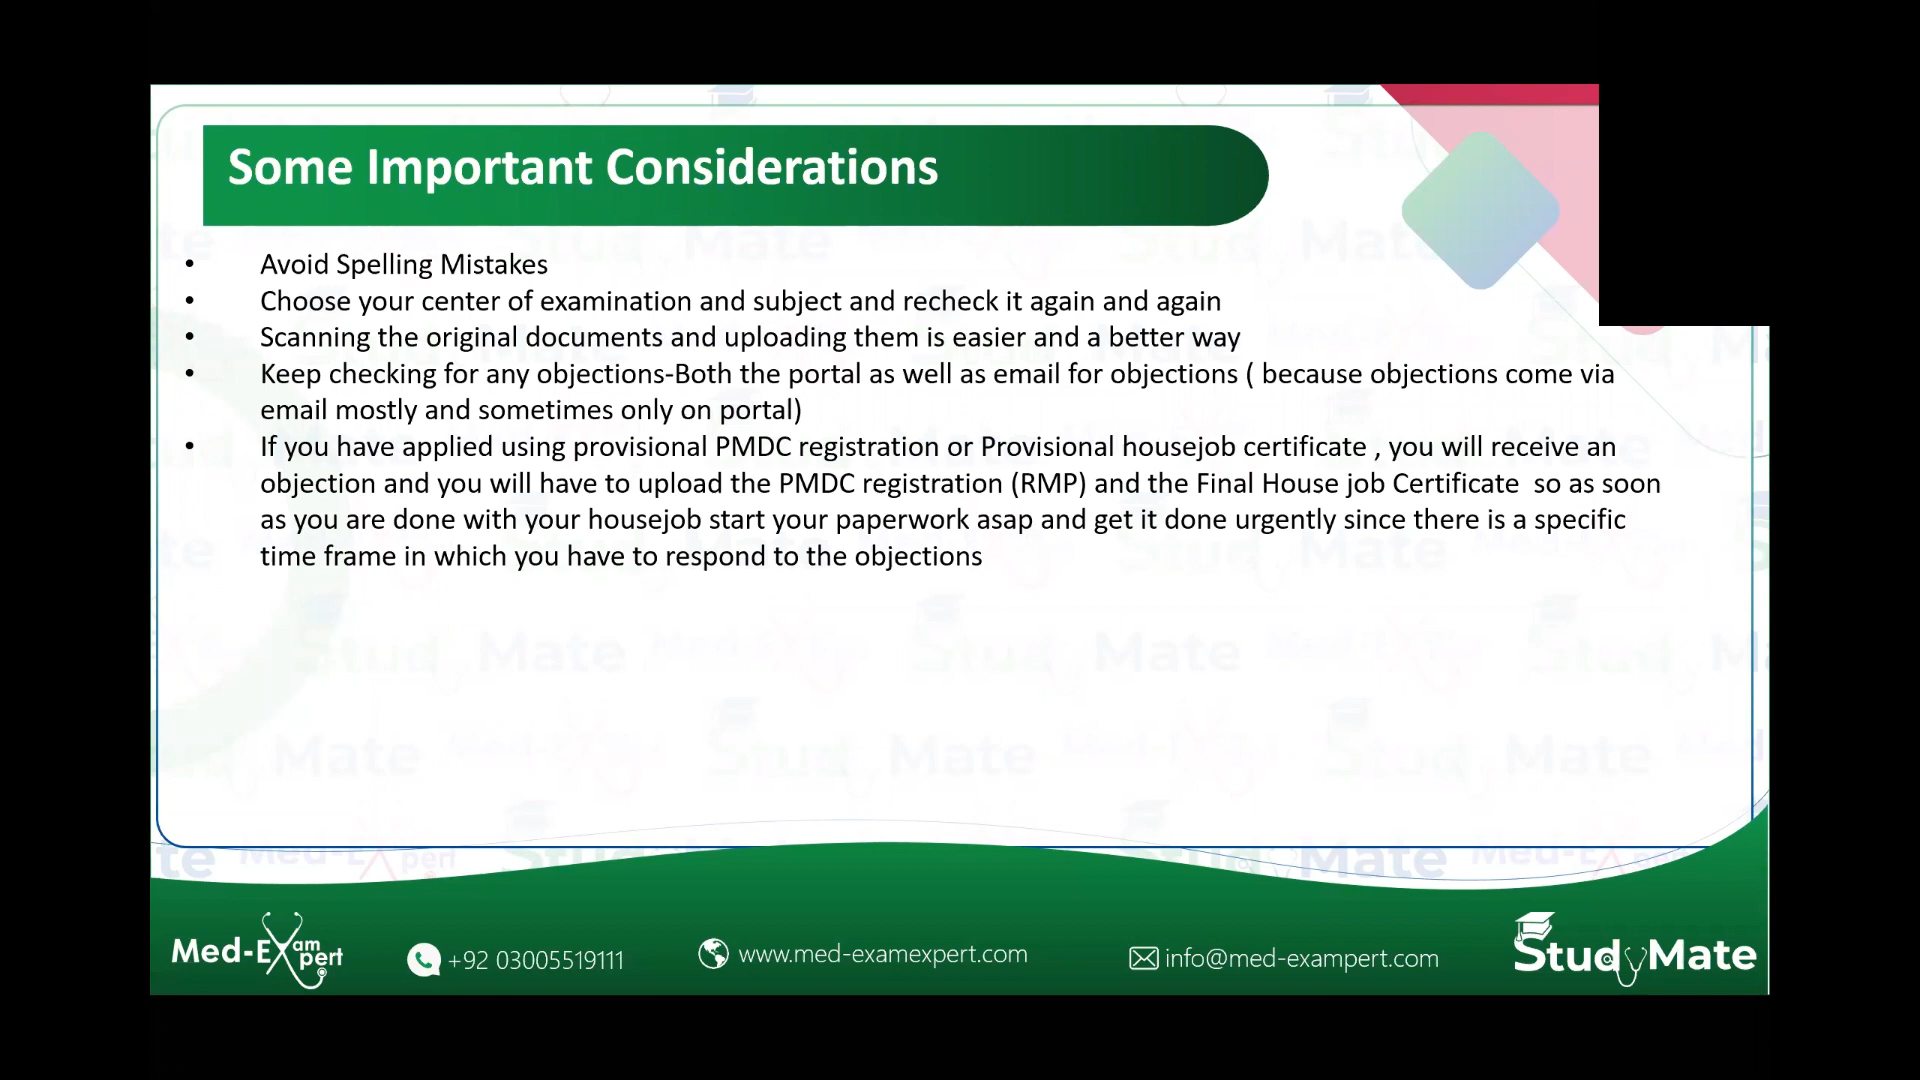 Some Important Considerations
• Avoid Spelling Mistakes
• Choose your center of examination and subject and recheck it again and again
• Scanning the original documents and uploading them is easier and a better way
• Keep checking for any objections-Both the portal as well as email for objections ( because objections come via
email mostly and sometimes only on portal)
• If you have applied using provisional PMDC registration or Provisional housejob certificate , you will receive an
objection and you will have to upload the PMDC registration (RMP) and the Final House job Certificate  so as soon
as you are done with your housejob start your paperwork asap and get it done urgently since there is a specific
time frame in which you have to respond to the objections
Med-Exam Expert
+92 03005519111
www.med-examexpert.com
info@med-exampert.com
Study Mate